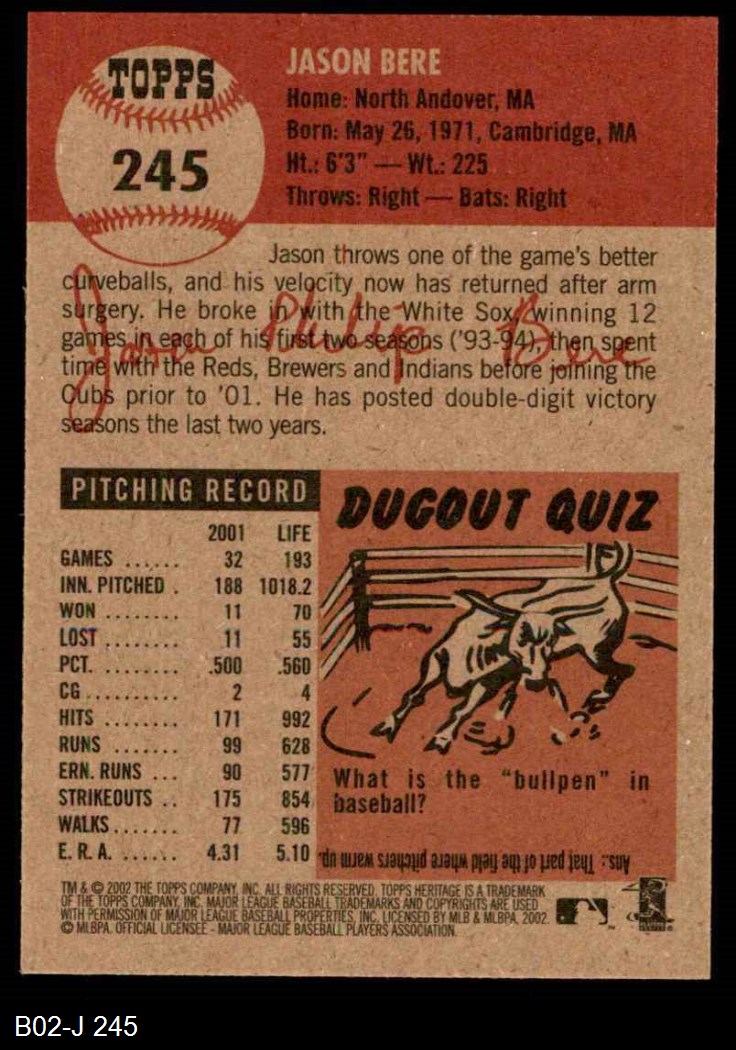 TOPPS
245
JASON BERE
Home: North Andover, MA
Born: May 26, 1971, Cambridge, MA
Ht.: 6'3" — Wt.: 225
Throws: Right — Bats: Right
Jason throws one of the game's better
curveballs, and his velocity now has returned after arm
surgery. He broke in with the White Sox, winning 12
games in each of his first two seasons ('93-94), then spent
time with the Reds, Brewers and Indians before joining the
Cubs prior to '01. He has posted double-digit victory
seasons the last two years.
Jason Philip Bere
PITCHING RECORD
2001 LIFE
GAMES ...... 32 193
INN. PITCHED . 188 1018.2
WON ........ 11 70
LOST ........ 11 55
PCT. ........ .500 .560
CG .......... 2 4
HITS ........ 171 992
RUNS ....... 99 628
ERN. RUNS ... 90 577
STRIKEOUTS .. 175 854
WALKS....... 77 596
E. R. A. ...... 4.31 5.10
DUGOUT QUIZ
What is the "bullpen" in
baseball?
Ans.: That part of the field where pitchers warm up.
TM & © 2002 THE TOPPS COMPANY, INC. ALL RIGHTS RESERVED. TOPPS HERITAGE IS A TRADEMARK
OF THE TOPPS COMPANY, INC. MAJOR LEAGUE BASEBALL TRADEMARKS AND COPYRIGHTS ARE USED
WITH PERMISSION OF MAJOR LEAGUE BASEBALL PROPERTIES, INC. LICENSED BY MLB & MLBPA, 2002.
© MLBPA. OFFICIAL LICENSEE - MAJOR LEAGUE BASEBALL PLAYERS ASSOCIATION.
B02-J 245